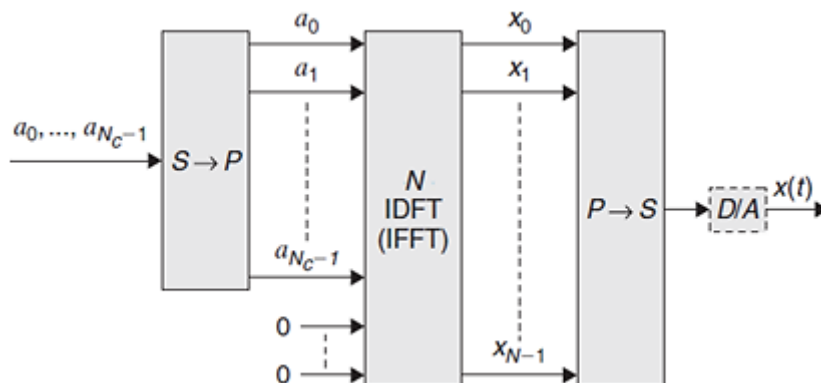 a₀, ..., a_{N_c−1}
S → P
a₀
a₁
a_{N_c−1}
0
0
N
IDFT
(IFFT)
x₀
x₁
x_{N−1}
P → S
D/A
x(t)